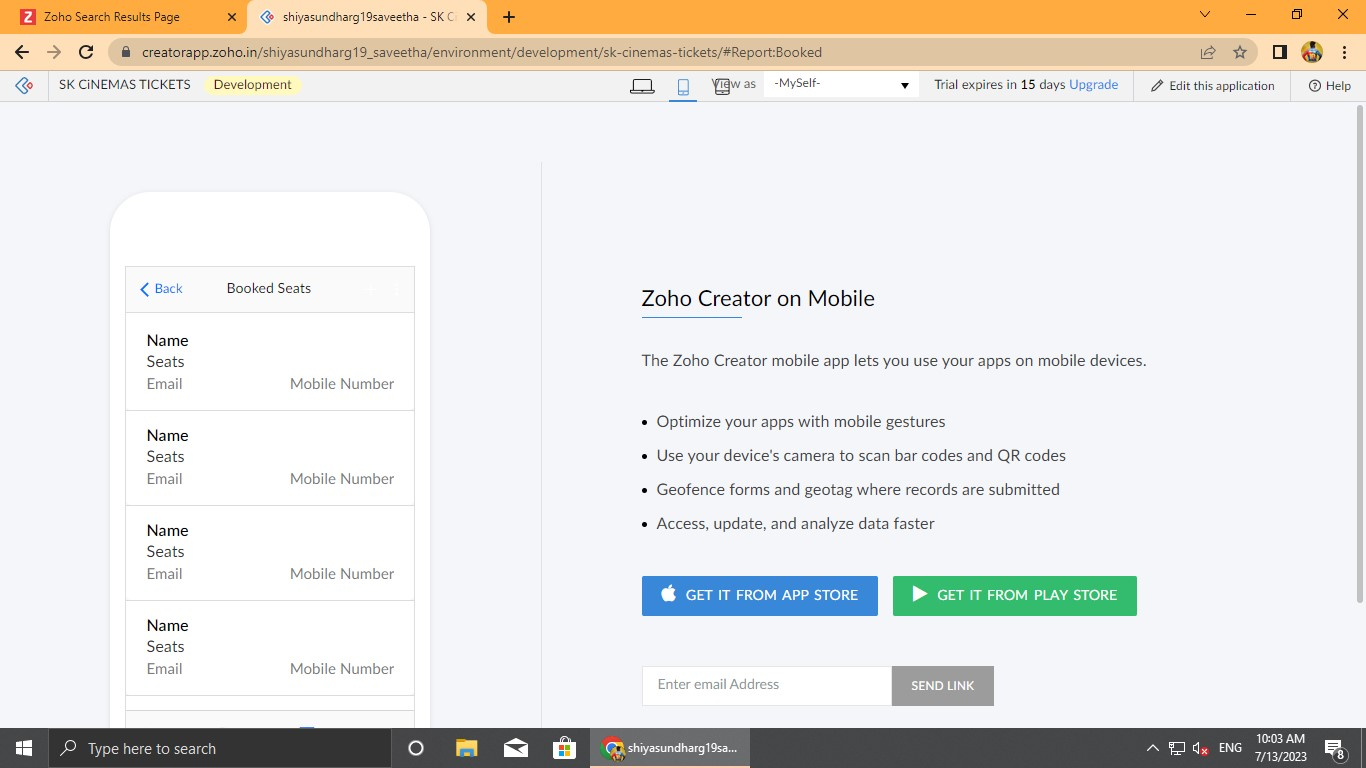 Zoho Search Results Page
shiyasundharg19saveetha - SK C
creatorapp.zoho.in/shiyasundharg19_saveetha/environment/development/sk-cinemas-tickets/#Report:Booked
SK CiNEMAS TICKETS
Development
View as
-MySelf-
Trial expires in 15 days Upgrade
Edit this application
Help
Back
Booked Seats
Name
Seats
Email Mobile Number
Name
Seats
Email Mobile Number
Name
Seats
Email Mobile Number
Name
Seats
Email Mobile Number
Zoho Creator on Mobile
The Zoho Creator mobile app lets you use your apps on mobile devices.
• Optimize your apps with mobile gestures
• Use your device's camera to scan bar codes and QR codes
• Geofence forms and geotag where records are submitted
• Access, update, and analyze data faster
GET IT FROM APP STORE
GET IT FROM PLAY STORE
Enter email Address
SEND LINK
Type here to search
shiyasundharg19sa...
ENG
10:03 AM
7/13/2023
8